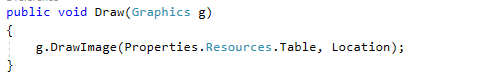 public void Draw(Graphics g)
{
    g.DrawImage(Properties.Resources.Table, Location);
}